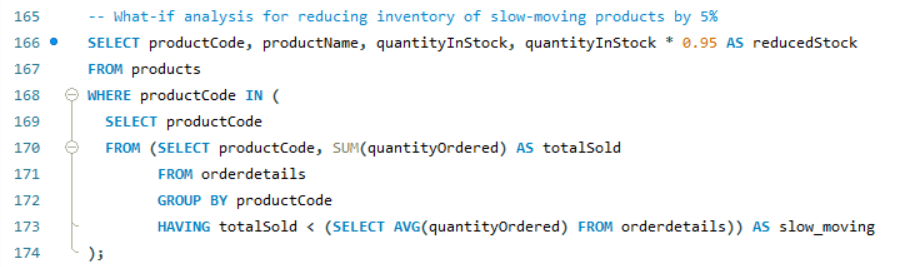 165 -- What-if analysis for reducing inventory of slow-moving products by 5%
166 SELECT productCode, productName, quantityInStock, quantityInStock * 0.95 AS reducedStock
167 FROM products
168 WHERE productCode IN (
169 SELECT productCode
170 FROM (SELECT productCode, SUM(quantityOrdered) AS totalSold
171 FROM orderdetails
172 GROUP BY productCode
173 HAVING totalSold < (SELECT AVG(quantityOrdered) FROM orderdetails)) AS slow_moving
174 );